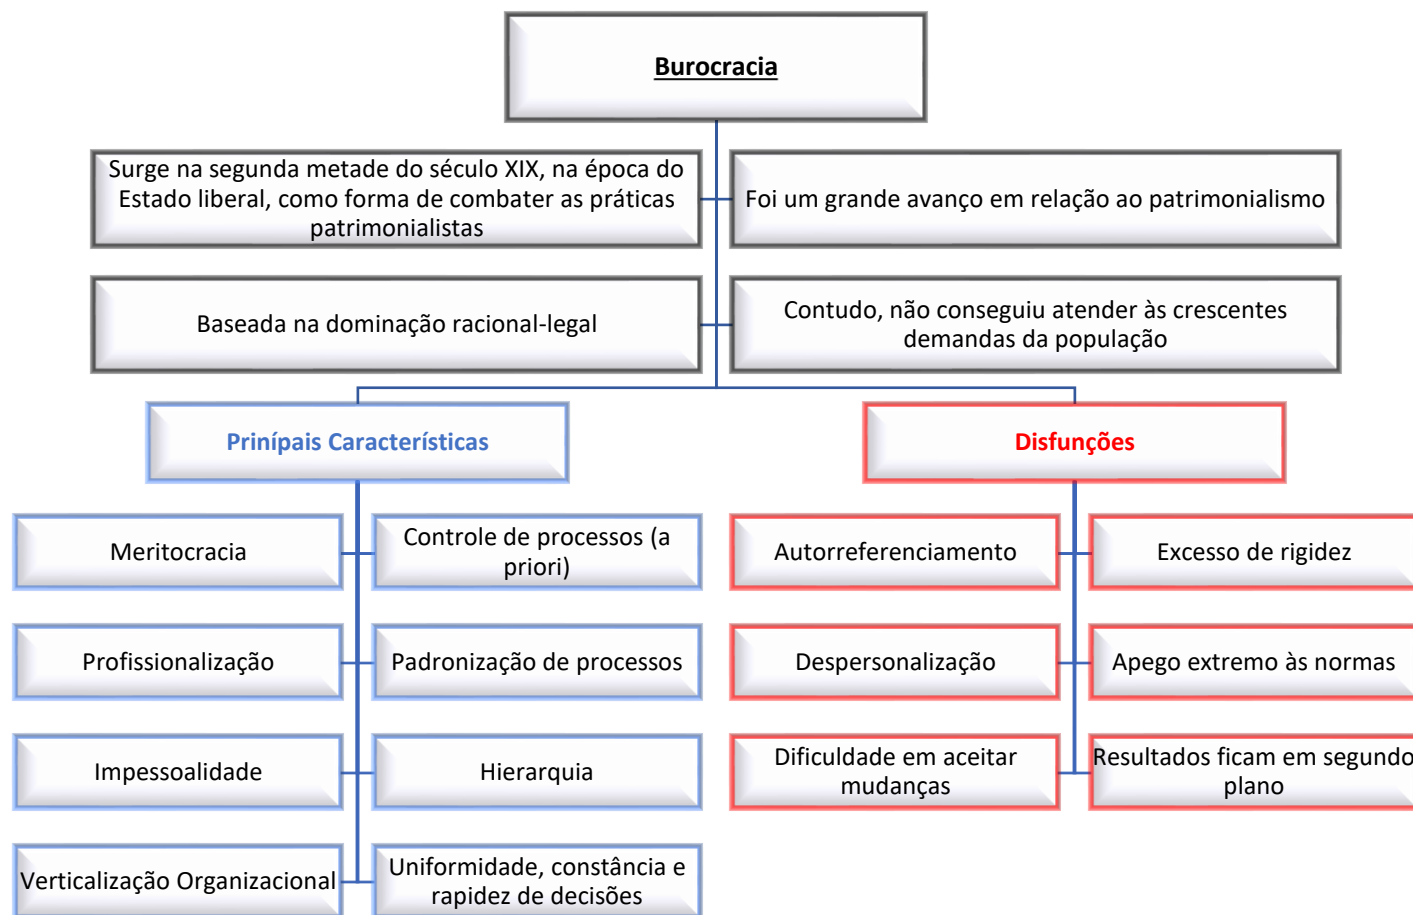 Burocracia
Surge na segunda metade do século XIX, na época do
Estado liberal, como forma de combater as práticas
patrimonialistas
Foi um grande avanço em relação ao patrimonialismo
Baseada na dominação racional-legal
Contudo, não conseguiu atender às crescentes
demandas da população
Prinípais Características
Meritocracia
Controle de processos (a
priori)
Profissionalização
Padronização de processos
Impessoalidade
Hierarquia
Verticalização Organizacional
Uniformidade, constância e
rapidez de decisões
Disfunções
Autorreferenciamento
Excesso de rigidez
Despersonalização
Apego extremo às normas
Dificuldade em aceitar
mudanças
Resultados ficam em segundo
plano